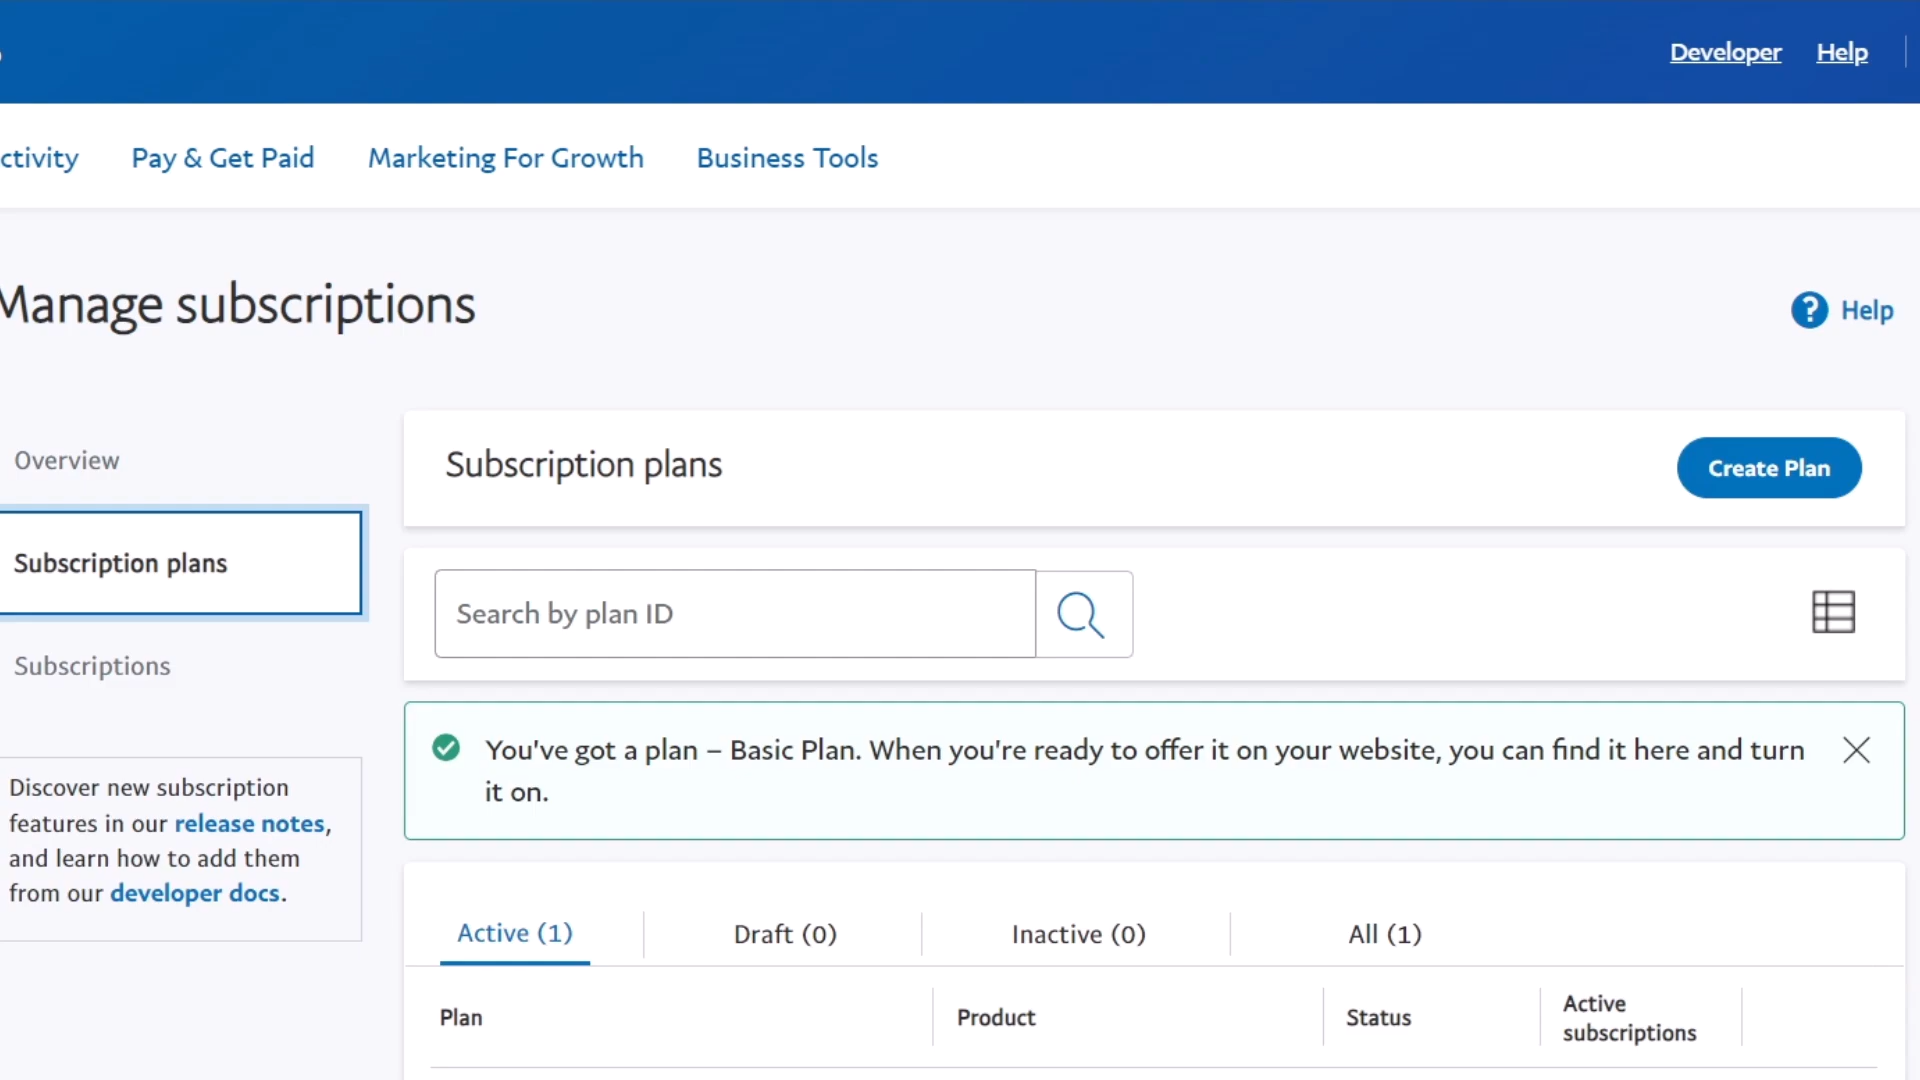 Developer Help
ctivity Pay & Get Paid Marketing For Growth Business Tools
Manage subscriptions
? Help
Overview
Subscription plans
Subscriptions
Discover new subscription
features in our release notes,
and learn how to add them
from our developer docs.
Subscription plans
Create Plan
Search by plan ID
You've got a plan – Basic Plan. When you're ready to offer it on your website, you can find it here and turn
it on.
Active (1) Draft (0) Inactive (0) All (1)
Plan Product Status Active
subscriptions